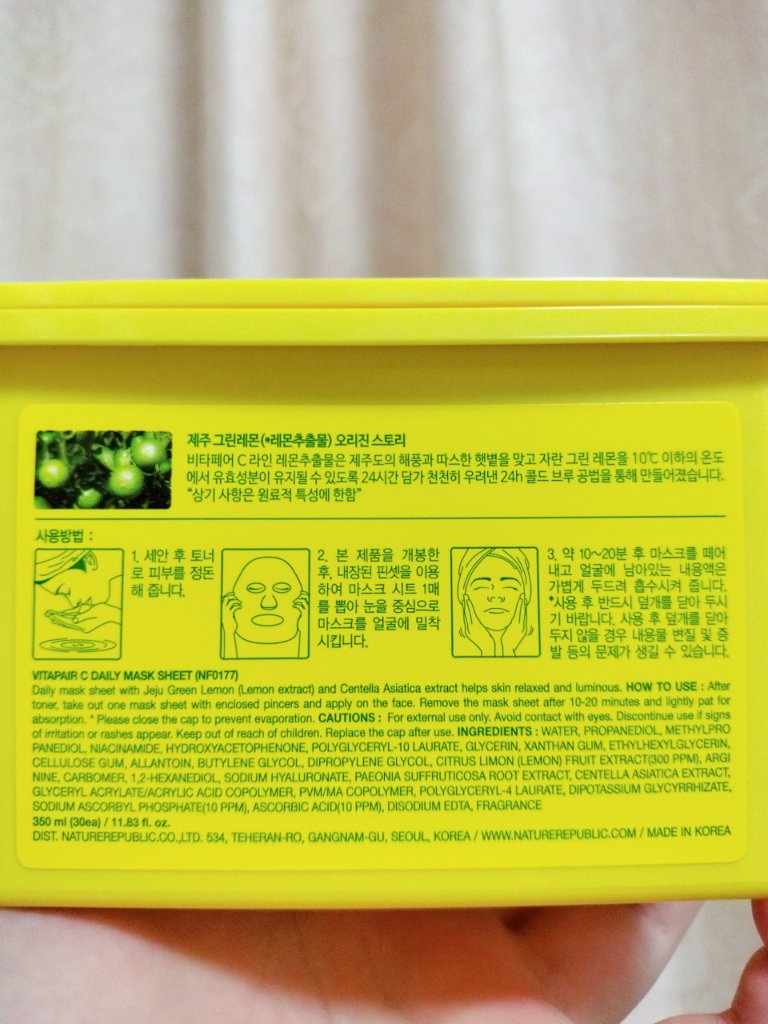 제주 그린레몬(*레몬추출물) 오리진 스토리
비타페어 C 라인 레몬추출물은 제주도의 해풍과 따스한 햇볕을 맞고 자란 그린 레몬을 10℃ 이하의 온도
에서 유효성분이 유지될 수 있도록 24시간 담가 천천히 우려낸 24h 콜드 브루 공법을 통해 만들어졌습니다.
"상기 사항은 원료적 특성에 한함"
사용방법 :
1. 세안 후 토너
로 피부를 정돈
해 줍니다.
2. 본 제품을 개봉한
후, 내장된 핀셋을 이용
하여 마스크 시트 1매
를 뽑아 눈을 중심으로
마스크를 얼굴에 밀착
시킵니다.
3. 약 10~20분 후 마스크를 떼어
내고 얼굴에 남아있는 내용액은
가볍게 두드려 흡수시켜 줍니다.
*사용 후 반드시 덮개를 닫아 두시
기 바랍니다. 사용 후 덮개를 닫아
두지 않을 경우 내용물 변질 및 증
발 등의 문제가 생길 수 있습니다.
VITAPAIR C DAILY MASK SHEET (NF0177)
Daily mask sheet with Jeju Green Lemon (Lemon extract) and Centella Asiatica extract helps skin relaxed and luminous. HOW TO USE : After
toner, take out one mask sheet with enclosed pincers and apply on the face. Remove the mask sheet after 10-20 minutes and lightly pat for
absorption. * Please close the cap to prevent evaporation. CAUTIONS : For external use only. Avoid contact with eyes. Discontinue use if signs
of irritation or rashes appear. Keep out of reach of children. Replace the cap after use. INGREDIENTS : WATER, PROPANEDIOL, METHYLPRO
PANEDIOL, NIACINAMIDE, HYDROXYACETOPHENONE, POLYGLYCERYL-10 LAURATE, GLYCERIN, XANTHAN GUM, ETHYLHEXYLGLYCERIN,
CELLULOSE GUM, ALLANTOIN, BUTYLENE GLYCOL, DIPROPYLENE GLYCOL, CITRUS LIMON (LEMON) FRUIT EXTRACT(300 PPM), ARGI
NINE, CARBOMER, 1,2-HEXANEDIOL, SODIUM HYALURONATE, PAEONIA SUFFRUTICOSA ROOT EXTRACT, CENTELLA ASIATICA EXTRACT,
GLYCERYL ACRYLATE/ACRYLIC ACID COPOLYMER, PVM/MA COPOLYMER, POLYGLYCERYL-4 LAURATE, DIPOTASSIUM GLYCYRRHIZATE,
SODIUM ASCORBYL PHOSPHATE(10 PPM), ASCORBIC ACID(10 PPM), DISODIUM EDTA, FRAGRANCE
350 ml (30ea) / 11.83 fl. oz.
DIST. NATUREREPUBLIC.CO.,LTD. 534, TEHERAN-RO, GANGNAM-GU, SEOUL, KOREA / WWW.NATUREREPUBLIC.COM / MADE IN KOREA